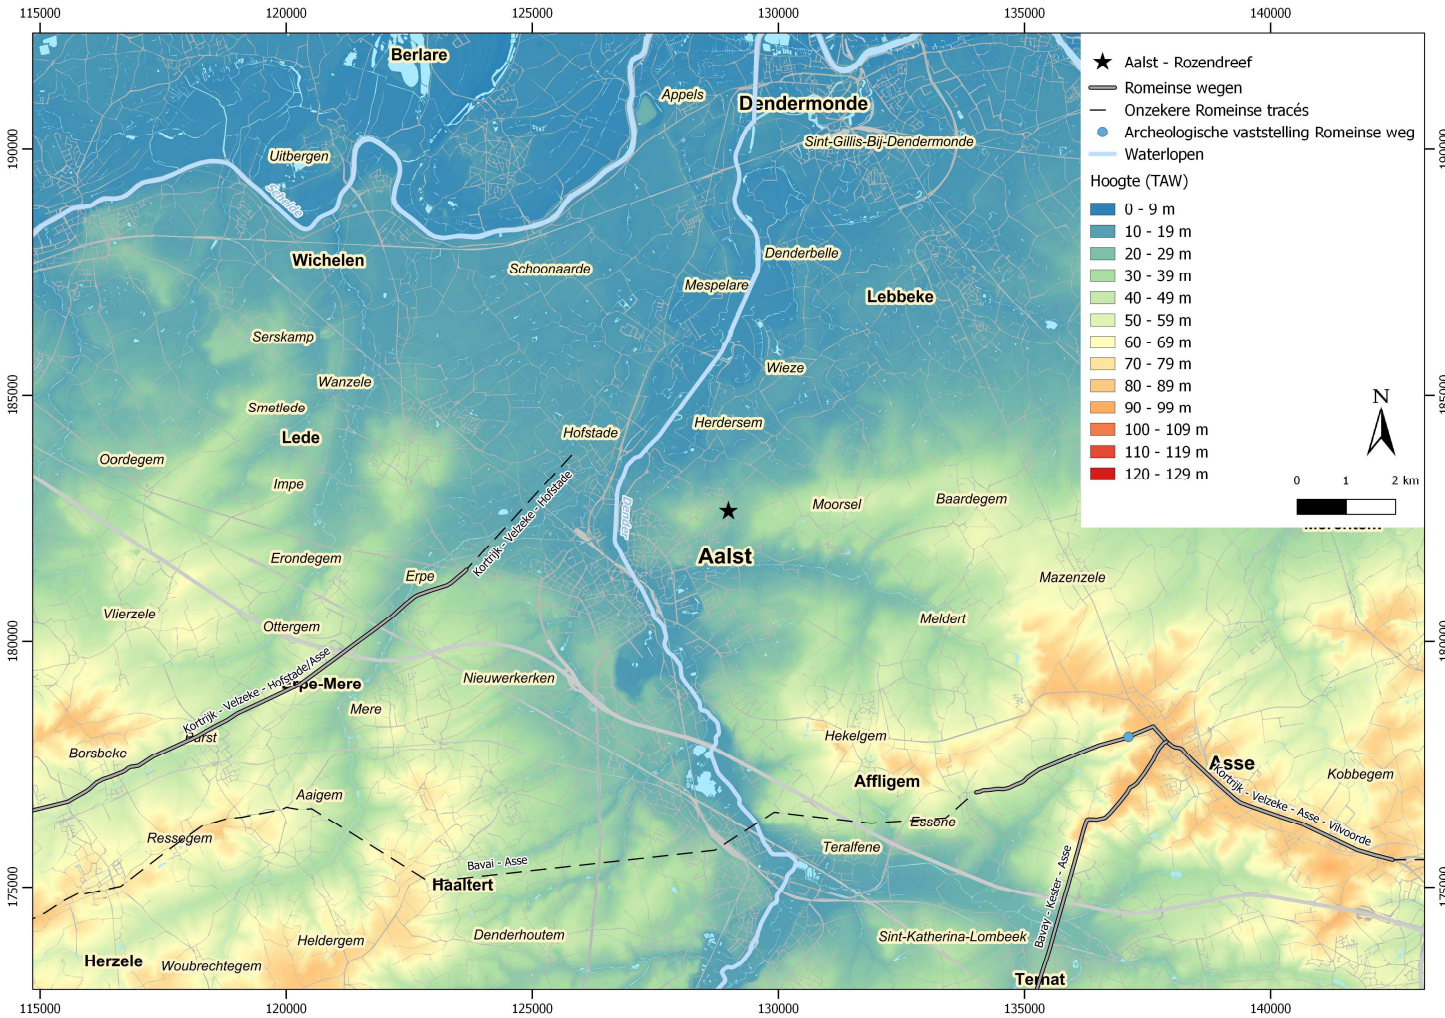 115000 120000 125000 130000 135000 140000
Berlare
Appels
Dendermonde
Sint-Gillis-Bij-Dendermonde
Uitbergen
Schelde
Wichelen
Schoonaarde
Denderbelle
Mespelare
Lebbeke
Serskamp
Wanzele
Wieze
Smetlede
Lede
Herdersem
Hofstade
Oordegem
Impe
Kortrijk - Velzeke - Hofstade
Dender
Moorsel
Baardegem
Aalst
Erondegem
Erpe
Mazenzele
Vlierzele
Ottergem
Meldert
Kortrijk - Velzeke - Hofstade/Asse
Erpe-Mere
Nieuwerkerken
Mere
Hekelgem
Borsbeke
Affligem
Asse
Kobbegem
Kortrijk - Velzeke - Asse - Vilvoorde
Aaigem
Ressegem
Essene
Teralfene
Bavai - Asse
Haaltert
Bavay - Kester - Asse
Heldergem
Denderhoutem
Sint-Katherina-Lombeek
Herzele
Woubrechtegem
Ternat
190000
185000
180000
175000
Aalst - Rozendreef
Romeinse wegen
Onzekere Romeinse tracés
Archeologische vaststelling Romeinse weg
Waterlopen
Hoogte (TAW)
0 - 9 m
10 - 19 m
20 - 29 m
30 - 39 m
40 - 49 m
50 - 59 m
60 - 69 m
70 - 79 m
80 - 89 m
90 - 99 m
100 - 109 m
110 - 119 m
120 - 129 m
N
0 1 2 km
115000 120000 125000 130000 135000 140000